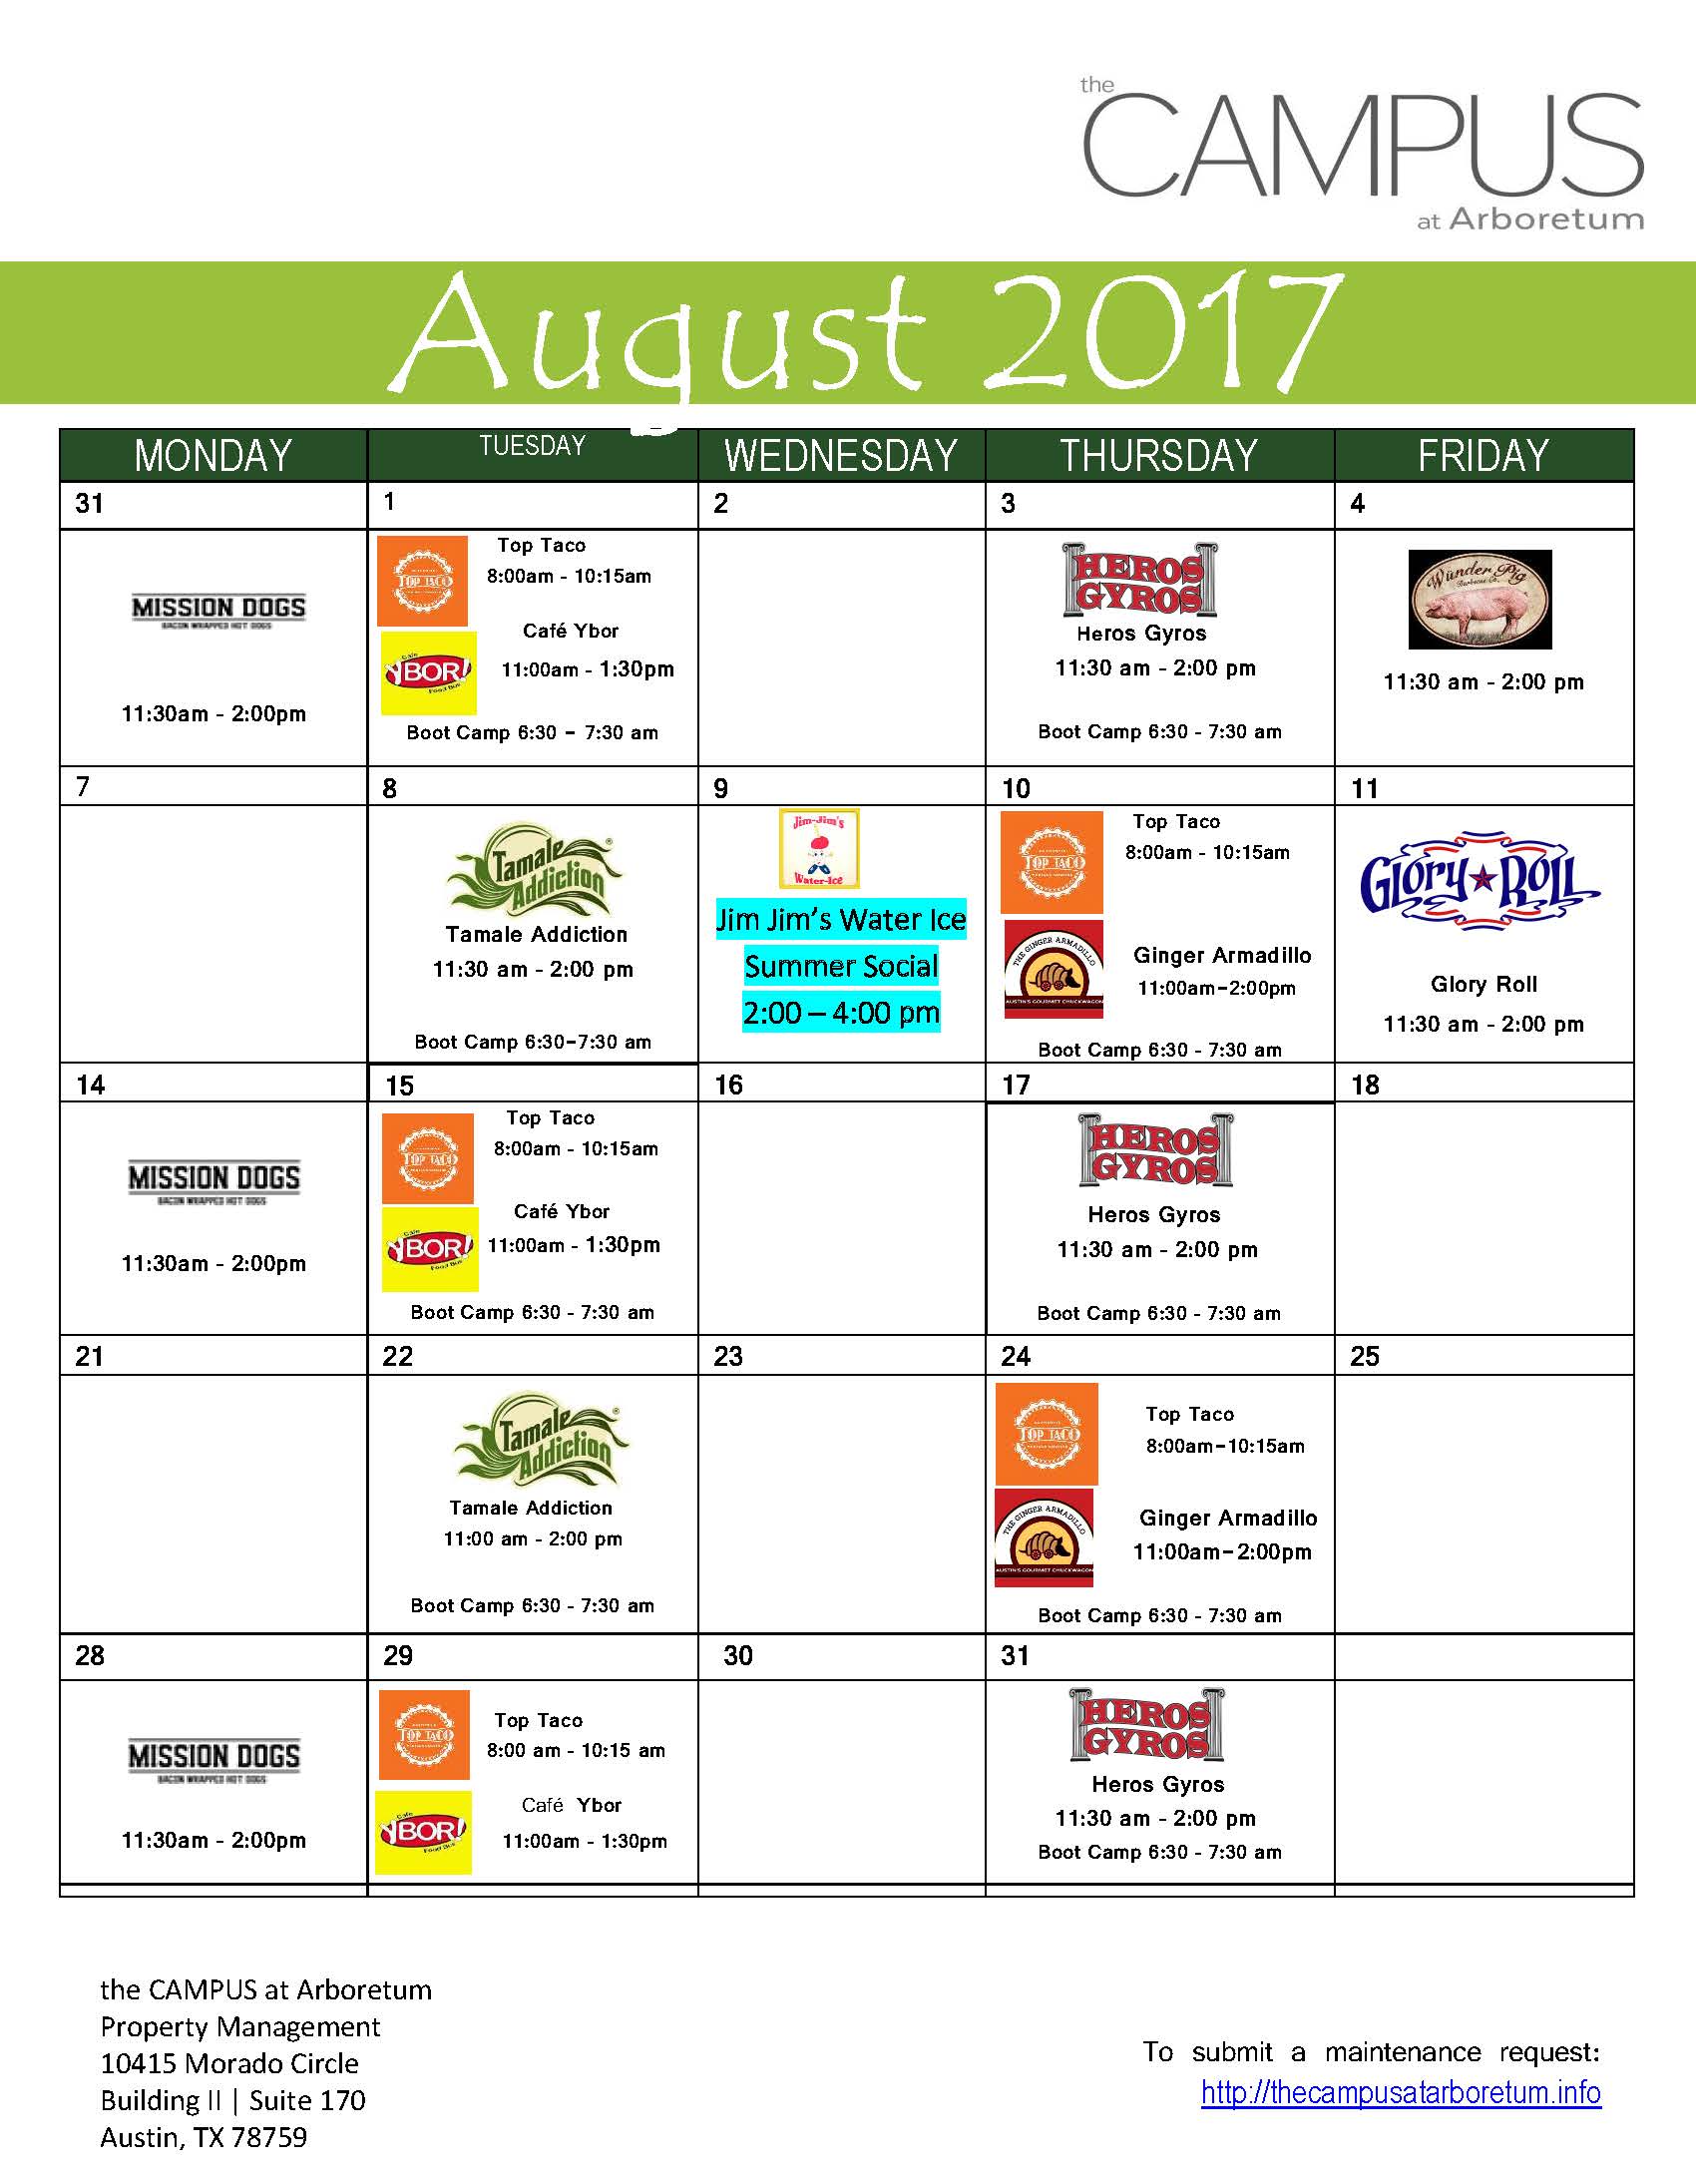 the
CAMPUS
at Arboretum
August 2017
MONDAY TUESDAY WEDNESDAY THURSDAY FRIDAY
31 1 2 3 4
MISSION DOGS
BACON WRAPPED HOT DOGS
11:30am - 2:00pm
TOP TACO
Top Taco
8:00am - 10:15am
Cafe
YBOR!
Food Bus
Café Ybor
11:00am - 1:30pm
Boot Camp 6:30 - 7:30 am
HEROS
GYROS
Heros Gyros
11:30 am - 2:00 pm
Boot Camp 6:30 - 7:30 am
Wünder Pig
Barbecue Co.
11:30 am - 2:00 pm
7 8 9 10 11
Tamale
Addiction
Tamale Addiction
11:30 am - 2:00 pm
Boot Camp 6:30-7:30 am
Jim-Jim's
Water-Ice
Jim Jim's Water Ice
Summer Social
2:00 – 4:00 pm
TOP TACO
Top Taco
8:00am - 10:15am
THE GINGER ARMADILLO
AUSTIN'S GOURMET CHUCKWAGON
Ginger Armadillo
11:00am-2:00pm
Boot Camp 6:30 - 7:30 am
GLORY ROLL
Glory Roll
11:30 am - 2:00 pm
14 15 16 17 18
MISSION DOGS
BACON WRAPPED HOT DOGS
11:30am - 2:00pm
TOP TACO
Top Taco
8:00am - 10:15am
Cafe
YBOR!
Food Bus
Café Ybor
11:00am - 1:30pm
Boot Camp 6:30 - 7:30 am
HEROS
GYROS
Heros Gyros
11:30 am - 2:00 pm
Boot Camp 6:30 - 7:30 am
21 22 23 24 25
Tamale
Addiction
Tamale Addiction
11:00 am - 2:00 pm
Boot Camp 6:30 - 7:30 am
TOP TACO
Top Taco
8:00am-10:15am
THE GINGER ARMADILLO
AUSTIN'S GOURMET CHUCKWAGON
Ginger Armadillo
11:00am-2:00pm
Boot Camp 6:30 - 7:30 am
28 29 30 31
MISSION DOGS
BACON WRAPPED HOT DOGS
11:30am - 2:00pm
TOP TACO
Top Taco
8:00 am - 10:15 am
Cafe
YBOR!
Food Bus
Café Ybor
11:00am - 1:30pm
HEROS
GYROS
Heros Gyros
11:30 am - 2:00 pm
Boot Camp 6:30 - 7:30 am
the CAMPUS at Arboretum
Property Management
10415 Morado Circle
Building II | Suite 170
Austin, TX 78759
To submit a maintenance request:
http://thecampusatarboretum.info